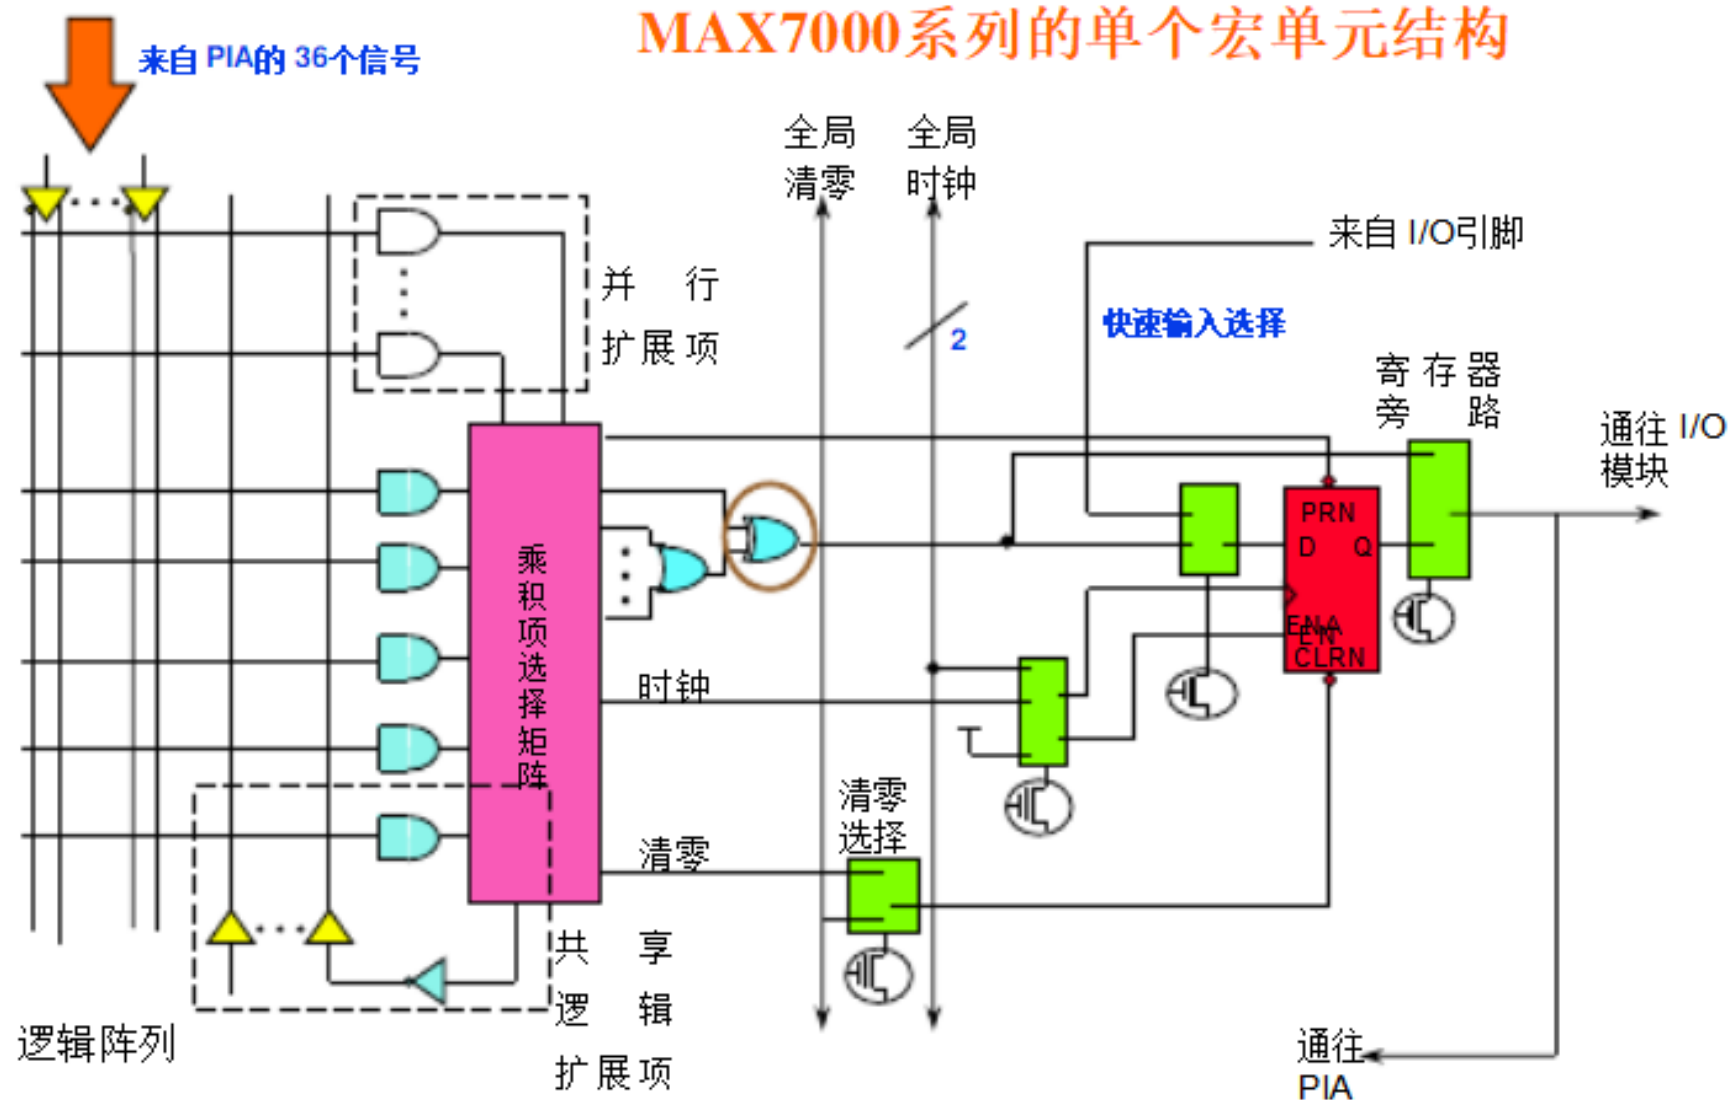 MAX7000系列的单个宏单元结构
来自 PIA的 36个信号
全局
清零
全局
时钟
来自 I/O引脚
并 行
扩展项
2
快速输入选择
寄存器
旁 路
通往 I/O
模块
PRN
D Q
ENA
EN
CLRN
乘积项选择矩阵
时钟
清零
选择
清零
共 享
逻 辑
扩展项
逻辑阵列
通往
PIA